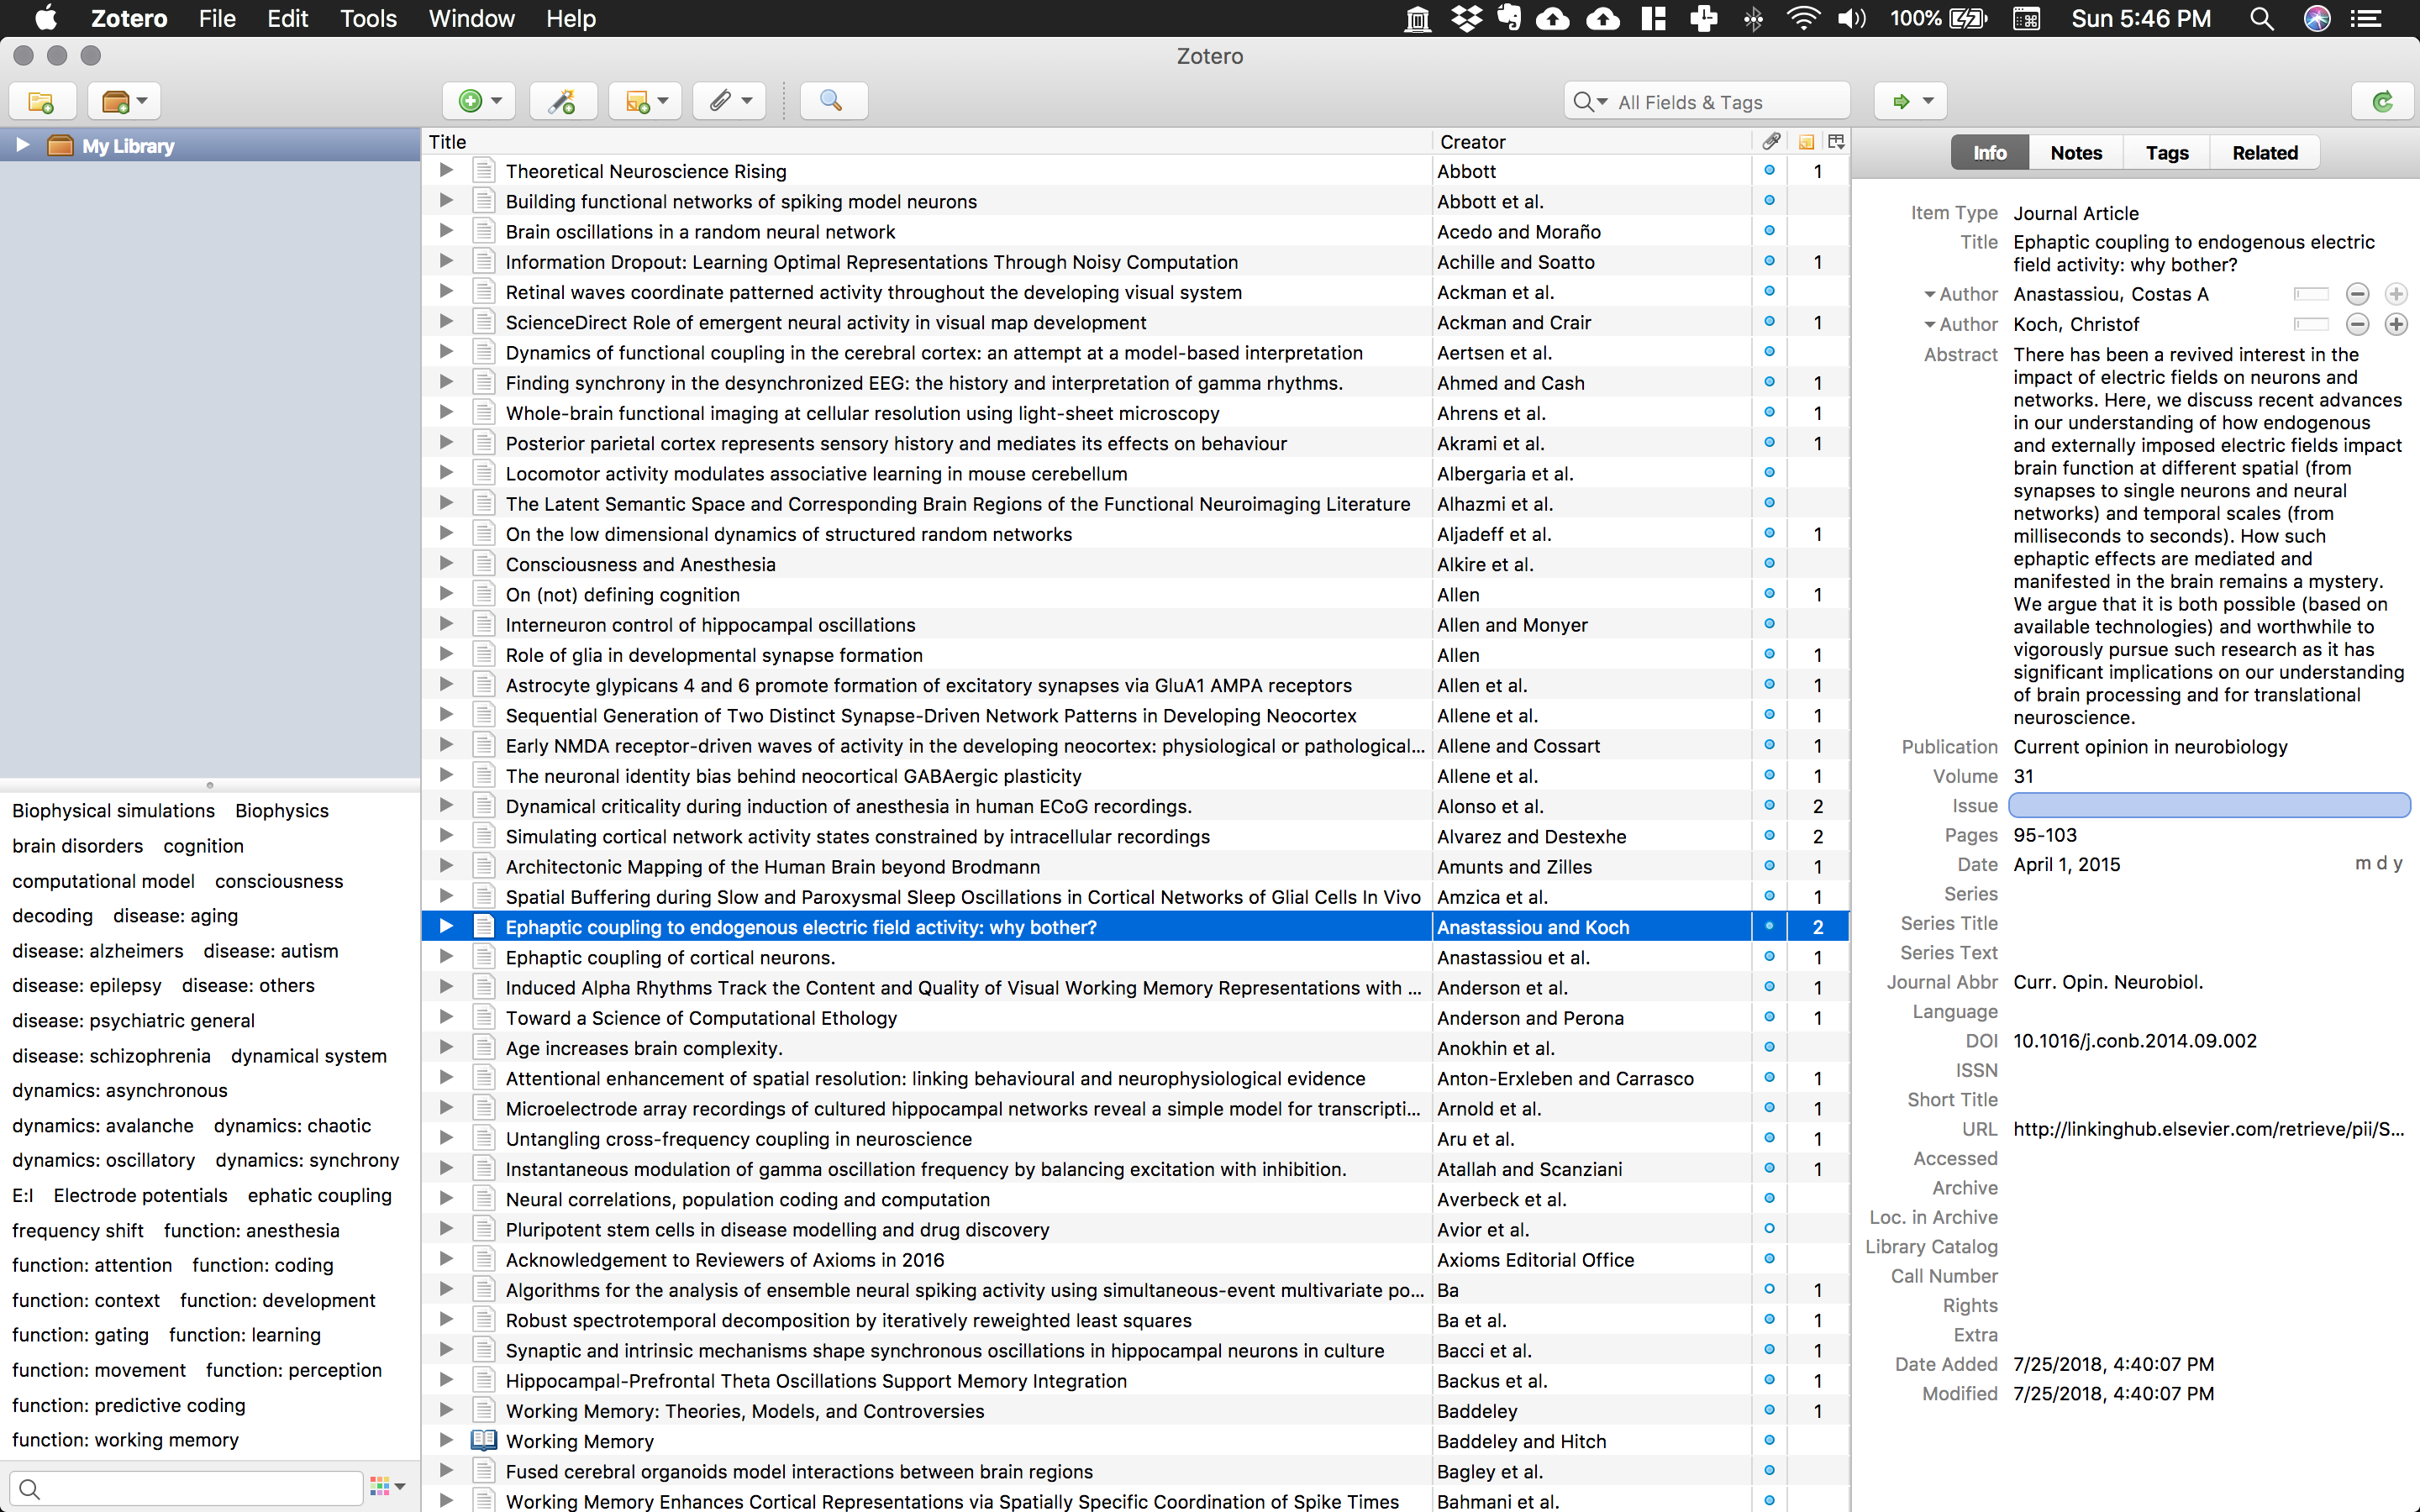 Zotero File Edit Tools Window Help 100% Sun 5:46 PM
Zotero
All Fields & Tags
My Library
Biophysical simulations Biophysics
brain disorders cognition
computational model consciousness
decoding disease: aging
disease: alzheimers disease: autism
disease: epilepsy disease: others
disease: psychiatric general
disease: schizophrenia dynamical system
dynamics: asynchronous
dynamics: avalanche dynamics: chaotic
dynamics: oscillatory dynamics: synchrony
E:I Electrode potentials ephatic coupling
frequency shift function: anesthesia
function: attention function: coding
function: context function: development
function: gating function: learning
function: movement function: perception
function: predictive coding
function: working memory
Title Creator
Theoretical Neuroscience Rising Abbott 1
Building functional networks of spiking model neurons Abbott et al.
Brain oscillations in a random neural network Acedo and Moraño
Information Dropout: Learning Optimal Representations Through Noisy Computation Achille and Soatto 1
Retinal waves coordinate patterned activity throughout the developing visual system Ackman et al.
ScienceDirect Role of emergent neural activity in visual map development Ackman and Crair 1
Dynamics of functional coupling in the cerebral cortex: an attempt at a model-based interpretation Aertsen et al.
Finding synchrony in the desynchronized EEG: the history and interpretation of gamma rhythms. Ahmed and Cash 1
Whole-brain functional imaging at cellular resolution using light-sheet microscopy Ahrens et al. 1
Posterior parietal cortex represents sensory history and mediates its effects on behaviour Akrami et al. 1
Locomotor activity modulates associative learning in mouse cerebellum Albergaria et al.
The Latent Semantic Space and Corresponding Brain Regions of the Functional Neuroimaging Literature Alhazmi et al.
On the low dimensional dynamics of structured random networks Aljadeff et al. 1
Consciousness and Anesthesia Alkire et al.
On (not) defining cognition Allen 1
Interneuron control of hippocampal oscillations Allen and Monyer
Role of glia in developmental synapse formation Allen 1
Astrocyte glypicans 4 and 6 promote formation of excitatory synapses via GluA1 AMPA receptors Allen et al. 1
Sequential Generation of Two Distinct Synapse-Driven Network Patterns in Developing Neocortex Allene et al. 1
Early NMDA receptor-driven waves of activity in the developing neocortex: physiological or pathological... Allene and Cossart 1
The neuronal identity bias behind neocortical GABAergic plasticity Allene et al. 1
Dynamical criticality during induction of anesthesia in human ECoG recordings. Alonso et al. 2
Simulating cortical network activity states constrained by intracellular recordings Alvarez and Destexhe 2
Architectonic Mapping of the Human Brain beyond Brodmann Amunts and Zilles 1
Spatial Buffering during Slow and Paroxysmal Sleep Oscillations in Cortical Networks of Glial Cells In Vivo Amzica et al. 1
Ephaptic coupling to endogenous electric field activity: why bother? Anastassiou and Koch 2
Ephaptic coupling of cortical neurons. Anastassiou et al. 1
Induced Alpha Rhythms Track the Content and Quality of Visual Working Memory Representations with ... Anderson et al. 1
Toward a Science of Computational Ethology Anderson and Perona 1
Age increases brain complexity. Anokhin et al.
Attentional enhancement of spatial resolution: linking behavioural and neurophysiological evidence Anton-Erxleben and Carrasco 1
Microelectrode array recordings of cultured hippocampal networks reveal a simple model for transcripti... Arnold et al. 1
Untangling cross-frequency coupling in neuroscience Aru et al. 1
Instantaneous modulation of gamma oscillation frequency by balancing excitation with inhibition. Atallah and Scanziani 1
Neural correlations, population coding and computation Averbeck et al.
Pluripotent stem cells in disease modelling and drug discovery Avior et al.
Acknowledgement to Reviewers of Axioms in 2016 Axioms Editorial Office
Algorithms for the analysis of ensemble neural spiking activity using simultaneous-event multivariate po... Ba 1
Robust spectrotemporal decomposition by iteratively reweighted least squares Ba et al. 1
Synaptic and intrinsic mechanisms shape synchronous oscillations in hippocampal neurons in culture Bacci et al. 1
Hippocampal-Prefrontal Theta Oscillations Support Memory Integration Backus et al. 1
Working Memory: Theories, Models, and Controversies Baddeley 1
Working Memory Baddeley and Hitch
Fused cerebral organoids model interactions between brain regions Bagley et al.
Working Memory Enhances Cortical Representations via Spatially Specific Coordination of Spike Times Bahmani et al.
Info Notes Tags Related
Item Type Journal Article
Title Ephaptic coupling to endogenous electric
field activity: why bother?
Author Anastassiou, Costas A
Author Koch, Christof
Abstract There has been a revived interest in the
impact of electric fields on neurons and
networks. Here, we discuss recent advances
in our understanding of how endogenous
and externally imposed electric fields impact
brain function at different spatial (from
synapses to single neurons and neural
networks) and temporal scales (from
milliseconds to seconds). How such
ephaptic effects are mediated and
manifested in the brain remains a mystery.
We argue that it is both possible (based on
available technologies) and worthwhile to
vigorously pursue such research as it has
significant implications on our understanding
of brain processing and for translational
neuroscience.
Publication Current opinion in neurobiology
Volume 31
Issue
Pages 95-103
Date April 1, 2015 m d y
Series
Series Title
Series Text
Journal Abbr Curr. Opin. Neurobiol.
Language
DOI 10.1016/j.conb.2014.09.002
ISSN
Short Title
URL http://linkinghub.elsevier.com/retrieve/pii/S...
Accessed
Archive
Loc. in Archive
Library Catalog
Call Number
Rights
Extra
Date Added 7/25/2018, 4:40:07 PM
Modified 7/25/2018, 4:40:07 PM